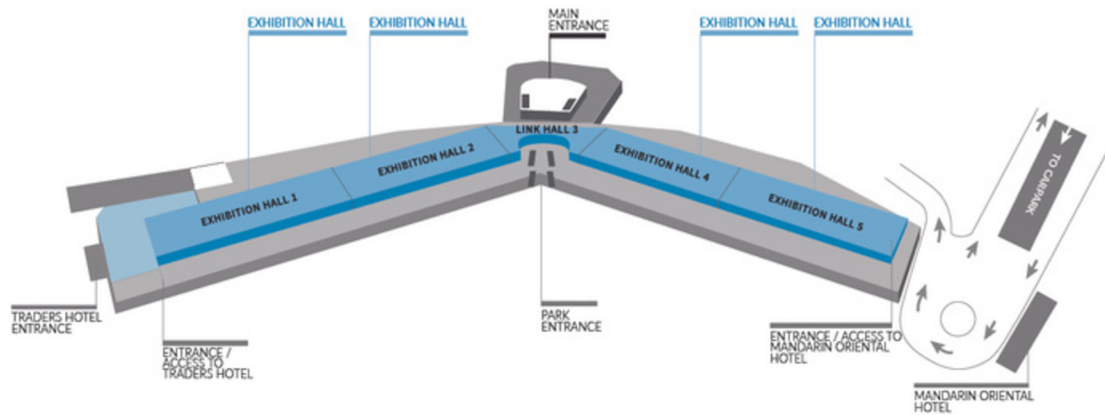 EXHIBITION HALL
EXHIBITION HALL
MAIN
ENTRANCE
EXHIBITION HALL
EXHIBITION HALL
LINK HALL 3
EXHIBITION HALL 2
EXHIBITION HALL 4
EXHIBITION HALL 1
EXHIBITION HALL 5
TO CARPARK
TRADERS HOTEL
ENTRANCE
PARK
ENTRANCE
ENTRANCE / ACCESS TO
MANDARIN ORIENTAL
HOTEL
ENTRANCE /
ACCESS TO
TRADERS HOTEL
MANDARIN ORIENTAL
HOTEL